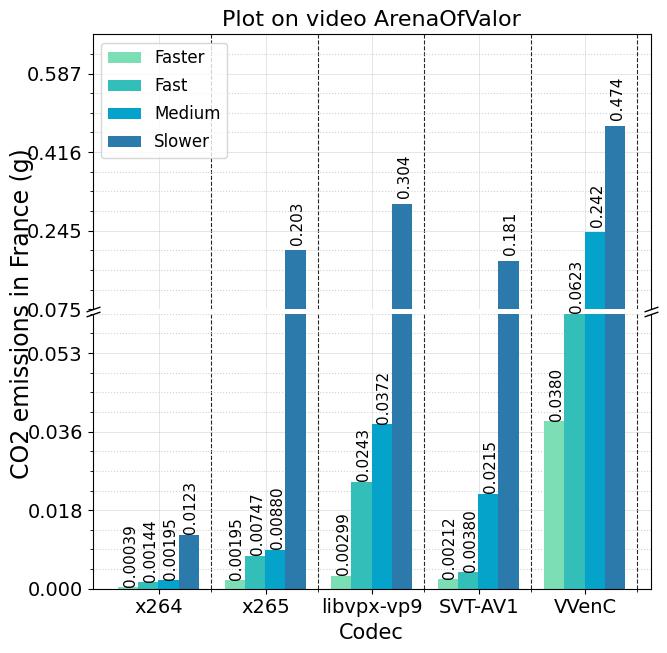 Plot on video ArenaOfValor
Faster
Fast
Medium
Slower
CO2 emissions in France (g)
0.587
0.416
0.245
0.075
0.053
0.036
0.018
0.000
0.00039
0.00144
0.00195
0.0123
0.00195
0.00747
0.00880
0.203
0.00299
0.0243
0.0372
0.304
0.00212
0.00380
0.0215
0.181
0.0380
0.0623
0.242
0.474
x264
x265
libvpx-vp9
SVT-AV1
VVenC
Codec